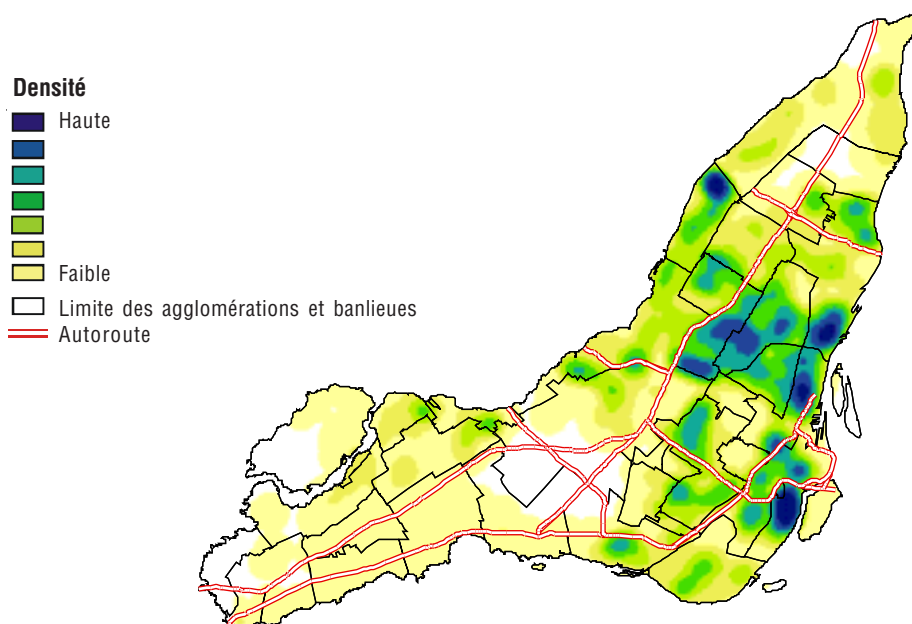 Densité
Haute
Faible
Limite des agglomérations et banlieues
Autoroute